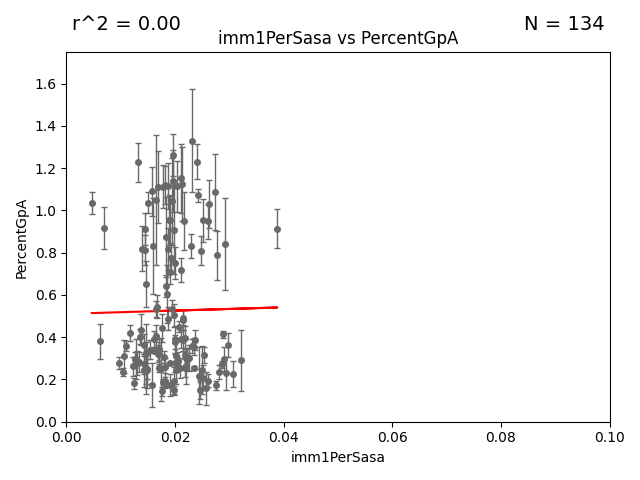 r^2 = 0.00
N = 134
imm1PerSasa vs PercentGpA
1.6
1.4
1.2
1.0
0.8
0.6
0.4
0.2
0.0
PercentGpA
0.00 0.02 0.04 0.06 0.08 0.10
imm1PerSasa